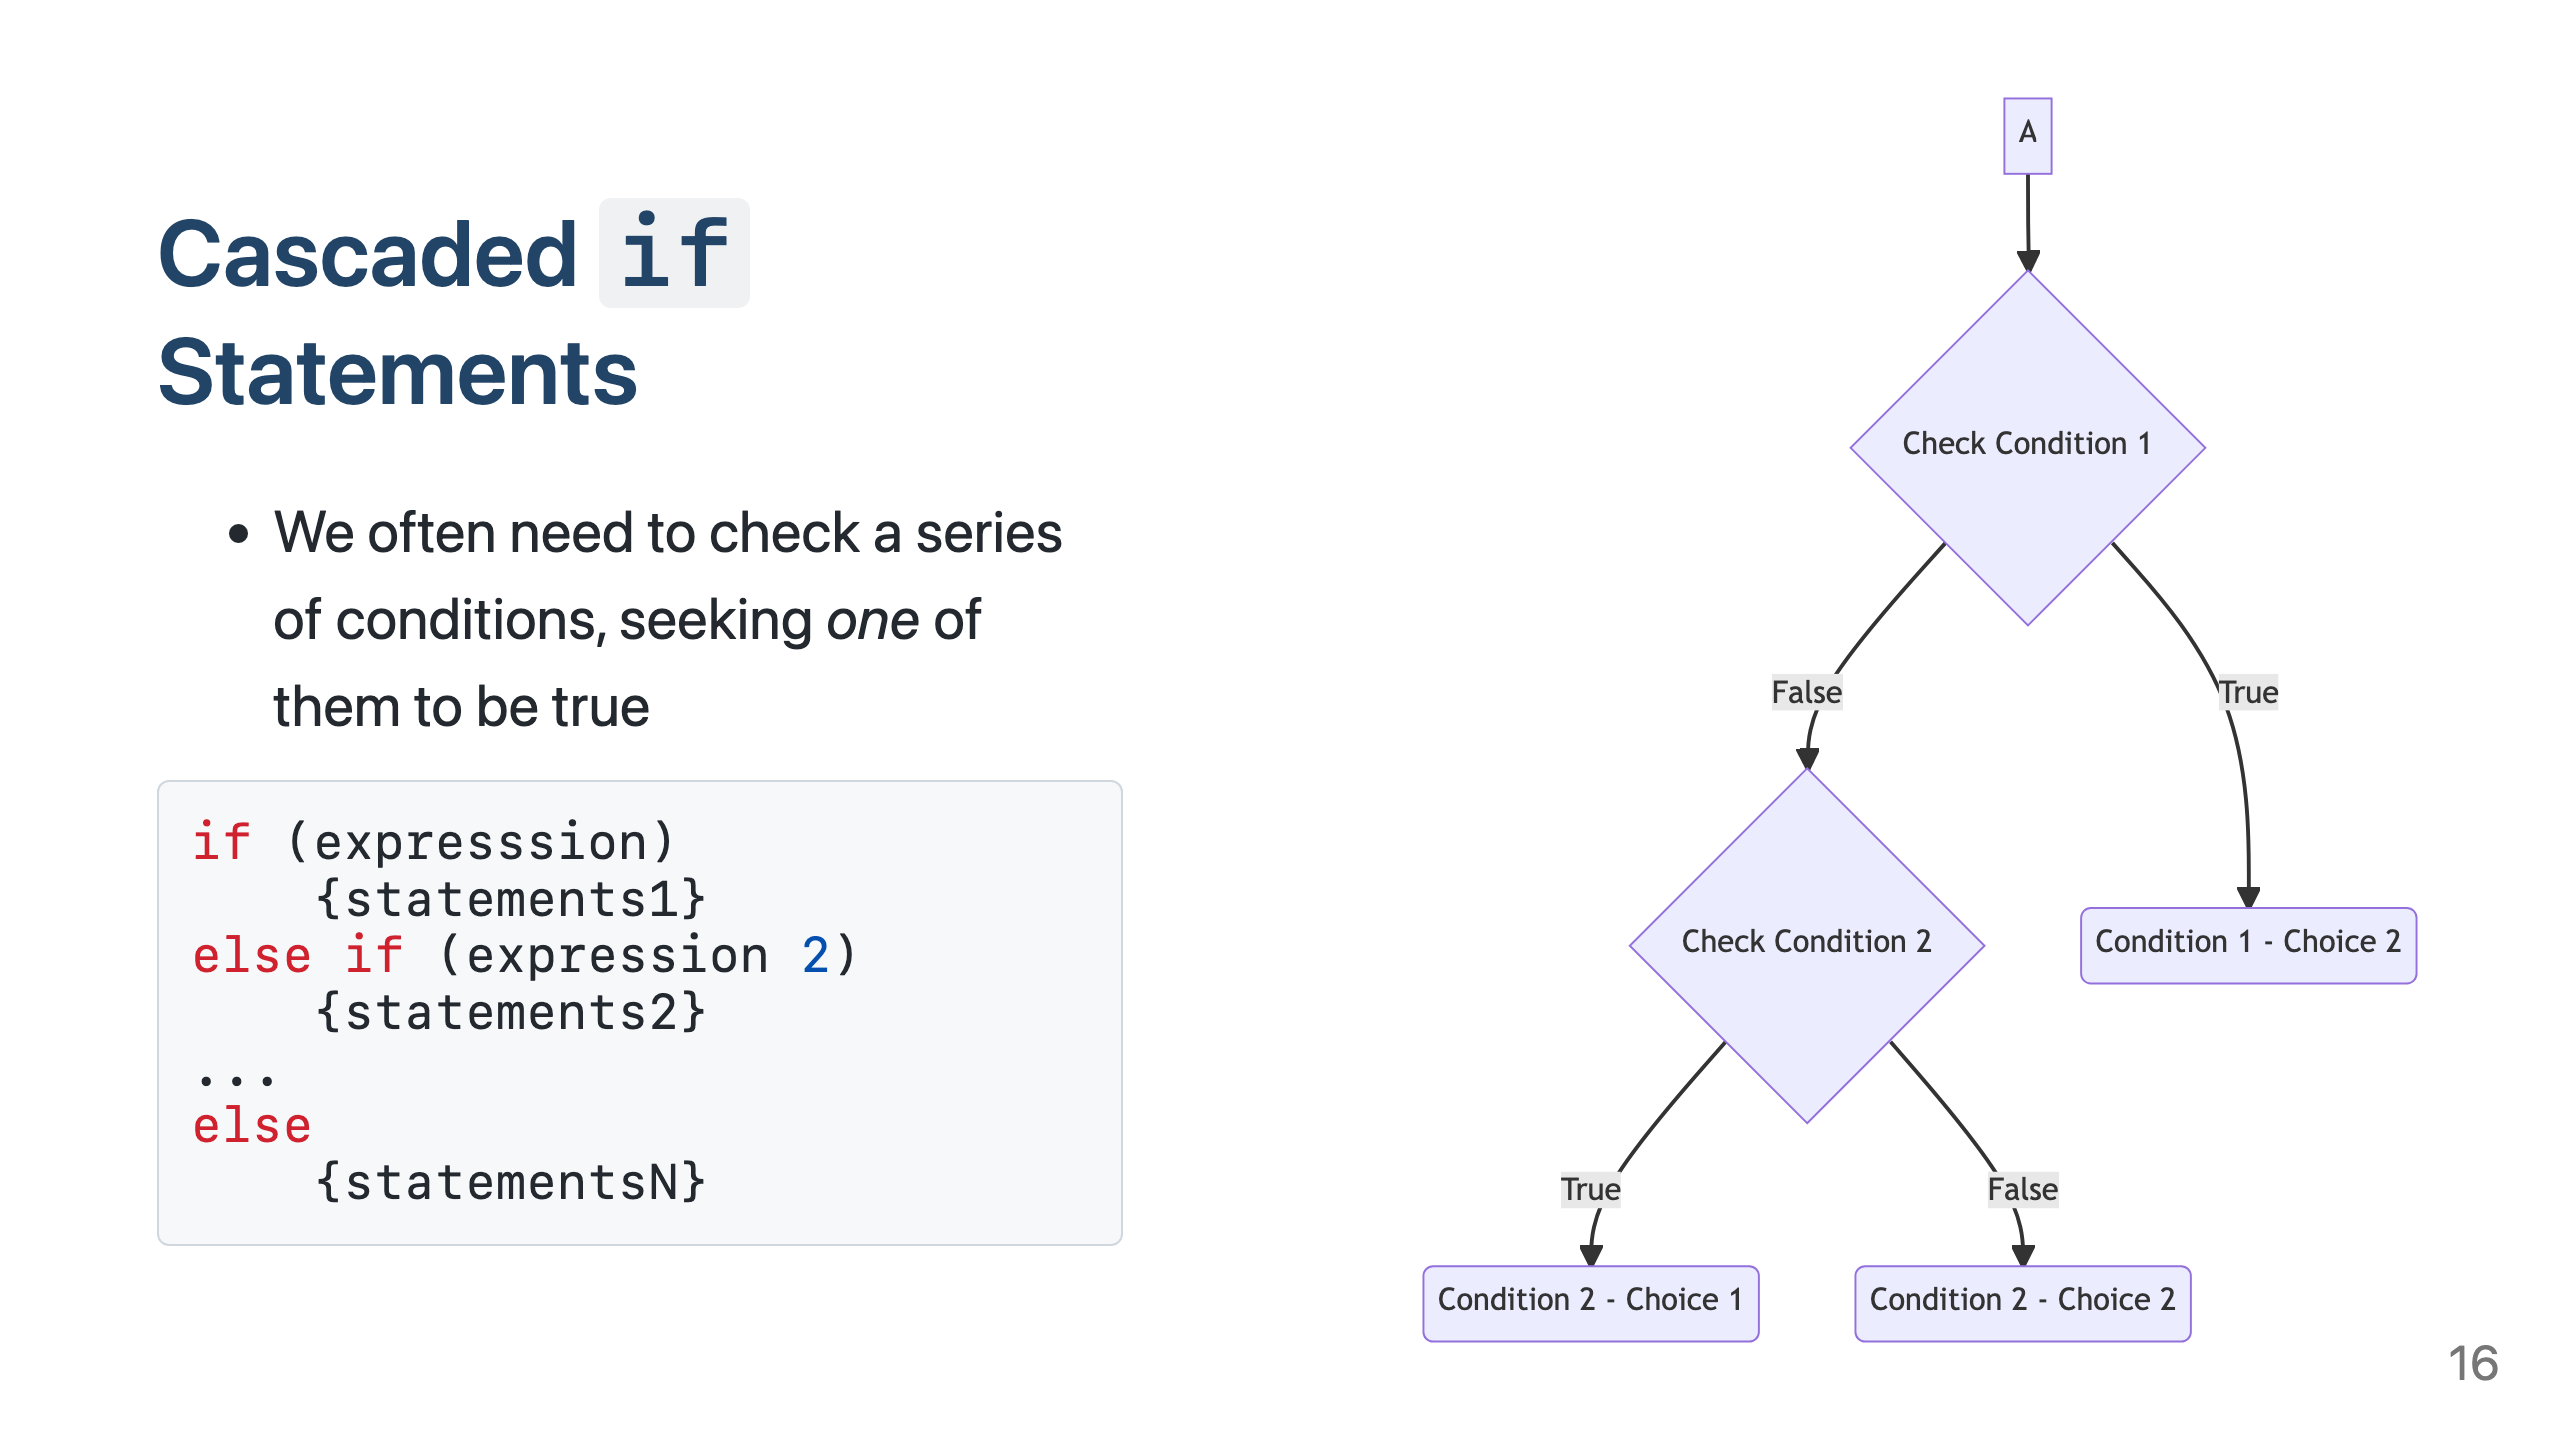 Cascaded if
Statements
• We often need to check a series
of conditions, seeking one of
them to be true
if (expresssion)
    {statements1}
else if (expression 2)
    {statements2}
...
else
    {statementsN}
A
Check Condition 1
False
True
Check Condition 2
Condition 1 - Choice 2
True
False
Condition 2 - Choice 1
Condition 2 - Choice 2
16